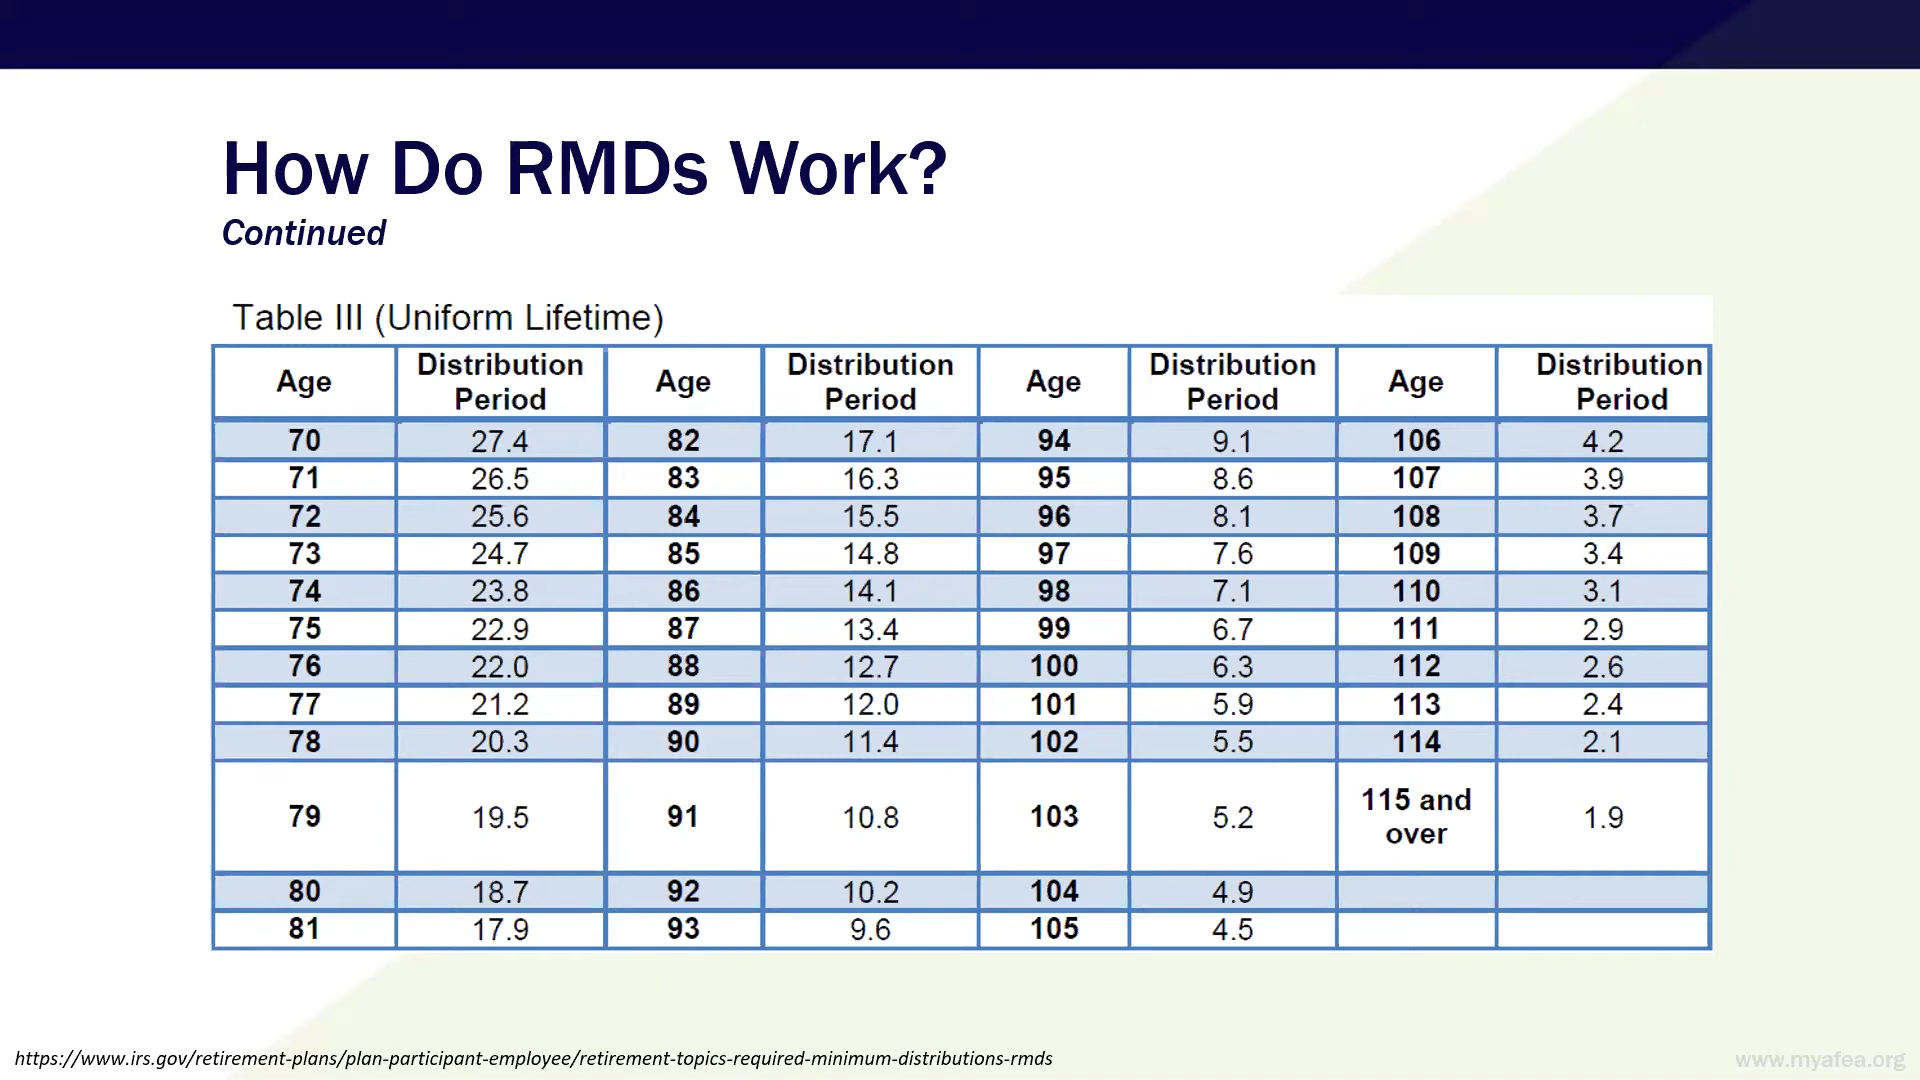 How Do RMDs Work?
Continued
Table III (Uniform Lifetime)
Age Distribution Period Age Distribution Period Age Distribution Period Age Distribution Period
70 27.4 82 17.1 94 9.1 106 4.2
71 26.5 83 16.3 95 8.6 107 3.9
72 25.6 84 15.5 96 8.1 108 3.7
73 24.7 85 14.8 97 7.6 109 3.4
74 23.8 86 14.1 98 7.1 110 3.1
75 22.9 87 13.4 99 6.7 111 2.9
76 22.0 88 12.7 100 6.3 112 2.6
77 21.2 89 12.0 101 5.9 113 2.4
78 20.3 90 11.4 102 5.5 114 2.1
79 19.5 91 10.8 103 5.2 115 and over 1.9
80 18.7 92 10.2 104 4.9
81 17.9 93 9.6 105 4.5
https://www.irs.gov/retirement-plans/plan-participant-employee/retirement-topics-required-minimum-distributions-rmds
www.myafea.org